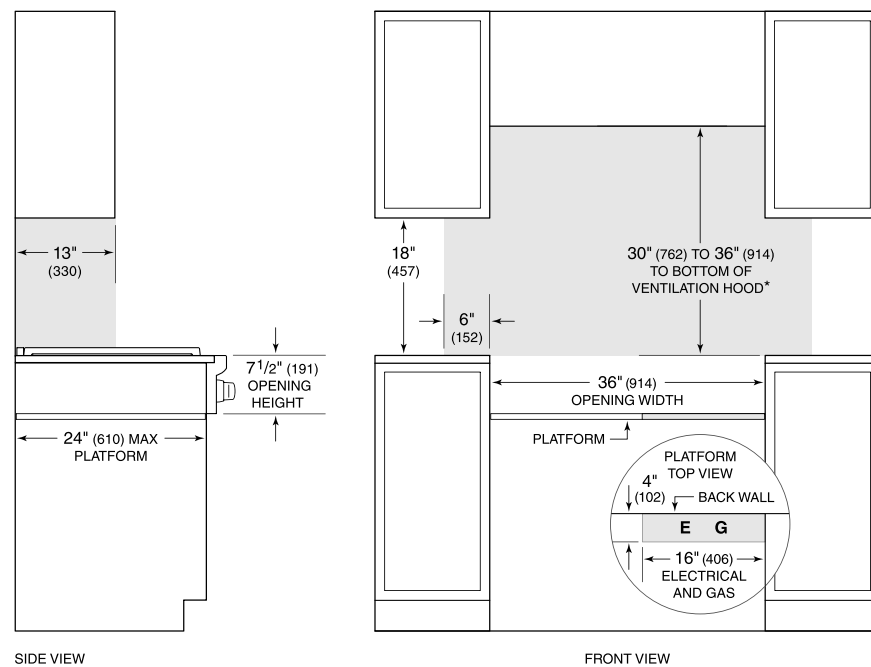 13"
(330)
7 1/2" (191)
OPENING
HEIGHT
24" (610) MAX
PLATFORM
SIDE VIEW
18"
(457)
30" (762) TO 36" (914)
TO BOTTOM OF
VENTILATION HOOD*
6"
(152)
36" (914)
OPENING WIDTH
PLATFORM
PLATFORM
TOP VIEW
4"
(102)
BACK WALL
E G
16" (406)
ELECTRICAL
AND GAS
FRONT VIEW